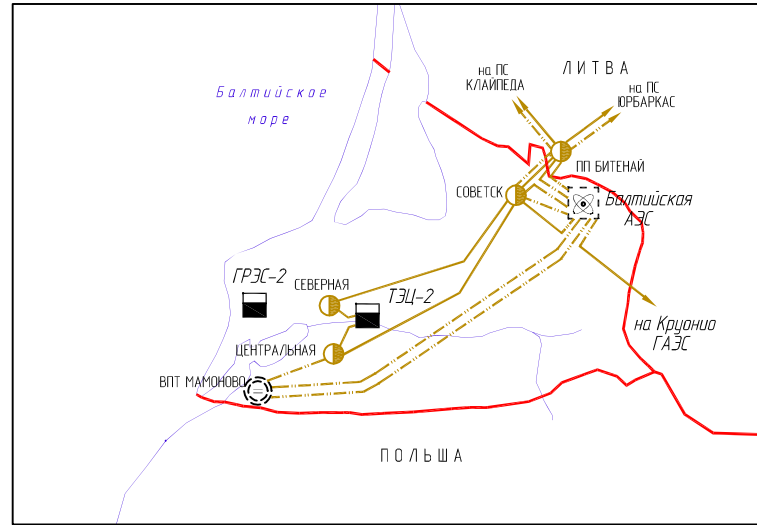 ЛИТВА
на ПС
КЛАЙПЕДА
на ПС
ЮРБАРКАС
Балтийское
море
ПП БИТЕНАЙ
СОВЕТСК
Балтийская
АЭС
ГРЭС-2
СЕВЕРНАЯ
ТЭЦ-2
на Круонио
ГАЭС
ЦЕНТРАЛЬНАЯ
ВПТ МАМОНОВО
ПОЛЬША